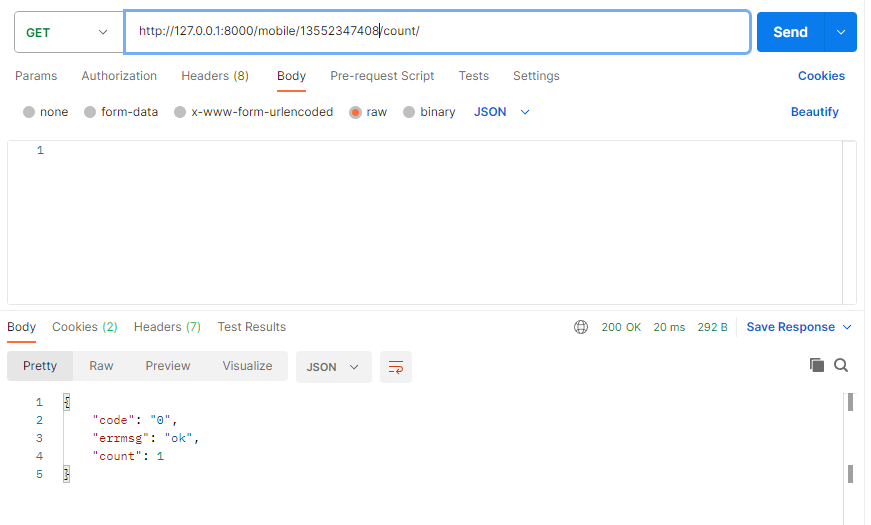 GET http://127.0.0.1:8000/mobile/13552347408/count/ Send
Params Authorization Headers (8) Body Pre-request Script Tests Settings Cookies
none form-data x-www-form-urlencoded raw binary JSON Beautify
1
Body Cookies (2) Headers (7) Test Results 200 OK 20 ms 292 B Save Response
Pretty Raw Preview Visualize JSON
1 {
2 "code": "0",
3 "errmsg": "ok",
4 "count": 1
5 }